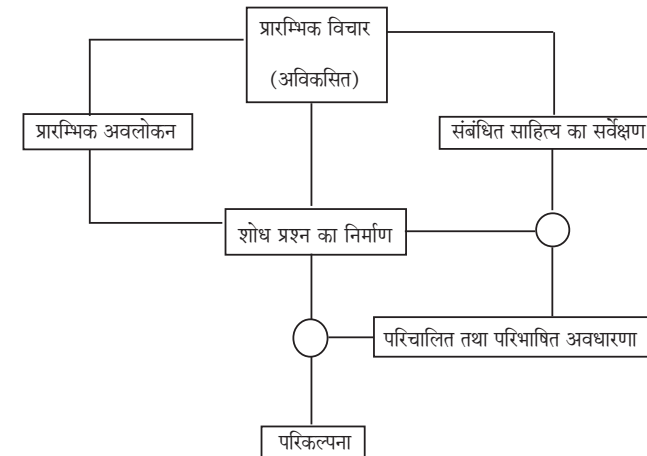 प्रारम्भिक विचार
(अविकसित)
प्रारम्भिक अवलोकन
संबंधित साहित्य का सर्वेक्षण
शोध प्रश्न का निर्माण
परिचालित तथा परिभाषित अवधारणा
परिकल्पना